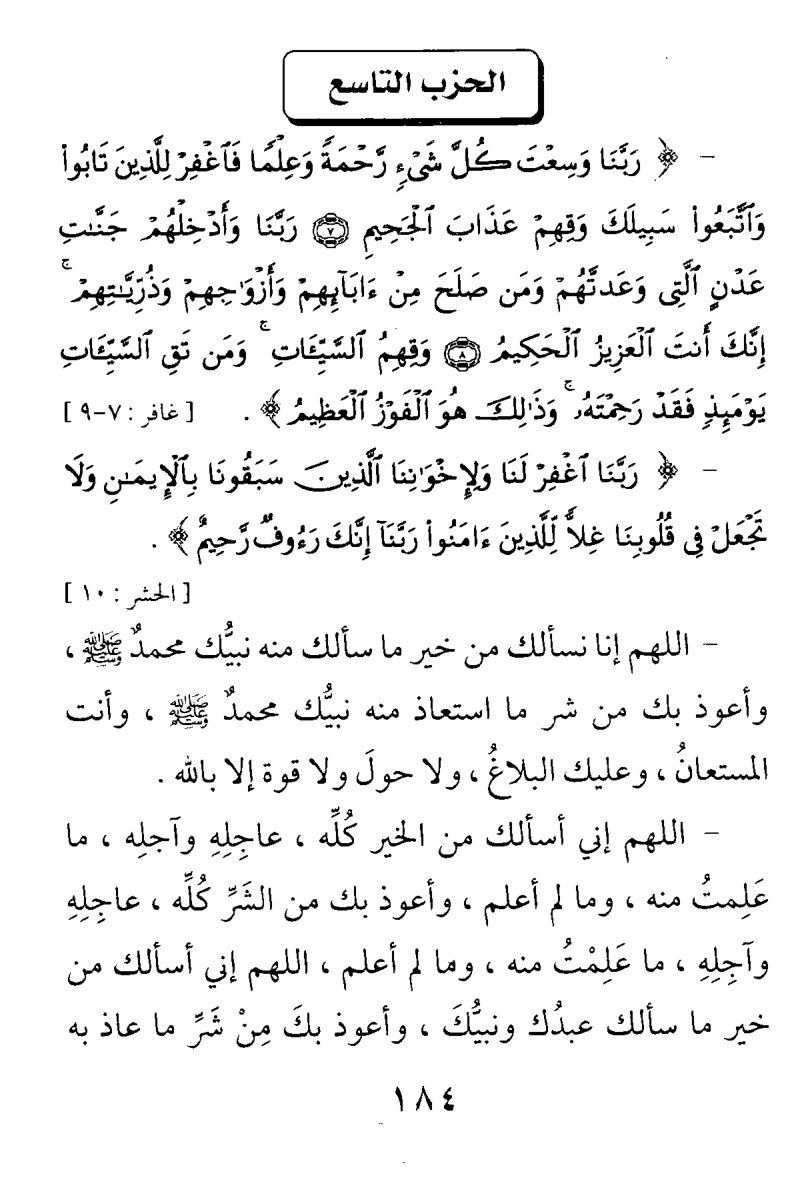 الحزب التاسع
- ﴿ رَبَّنَا وَسِعْتَ كُلَّ شَىْءٍ رَّحْمَةً وَعِلْمًا فَٱغْفِرْ لِلَّذِينَ تَابُوا۟
وَٱتَّبَعُوا۟ سَبِيلَكَ وَقِهِمْ عَذَابَ ٱلْجَحِيمِ ﴿٧﴾ رَبَّنَا وَأَدْخِلْهُمْ جَنَّـٰتِ
عَدْنٍ ٱلَّتِى وَعَدتَّهُمْ وَمَن صَلَحَ مِنْ ءَابَآئِهِمْ وَأَزْوَٰجِهِمْ وَذُرِّيَّـٰتِهِمْ ۚ
إِنَّكَ أَنتَ ٱلْعَزِيزُ ٱلْحَكِيمُ ﴿٨﴾ وَقِهِمُ ٱلسَّيِّـَٔاتِ ۚ وَمَن تَقِ ٱلسَّيِّـَٔاتِ
يَوْمَئِذٍ فَقَدْ رَحِمْتَهُۥ ۚ وَذَٰلِكَ هُوَ ٱلْفَوْزُ ٱلْعَظِيمُ ﴾ . [ غافر : ٧-٩ ]
- ﴿ رَبَّنَا ٱغْفِرْ لَنَا وَلِإِخْوَٰنِنَا ٱلَّذِينَ سَبَقُونَا بِٱلْإِيمَـٰنِ وَلَا
تَجْعَلْ فِى قُلُوبِنَا غِلًّا لِّلَّذِينَ ءَامَنُوا۟ رَبَّنَآ إِنَّكَ رَءُوفٌ رَّحِيمٌ ﴾ .
[ الحشر : ١٠ ]
- اللهم إنا نسألك من خير ما سألك منه نبيُّك محمدٌ ﷺ ،
وأعوذ بك من شر ما استعاذ منه نبيُّك محمدٌ ﷺ ، وأنت
المستعانُ ، وعليك البلاغُ ، ولا حولَ ولا قوة إلا بالله .
- اللهم إني أسألك من الخير كُلِّه ، عاجِلِهِ وآجلِه ، ما
عَلِمتُ منه ، وما لم أعلم ، وأعوذ بك من الشَرِّ كُلِّه ، عاجِلِهِ
وآجِلِهِ ، ما عَلِمْتُ منه ، وما لم أعلم ، اللهم إني أسألك من
خير ما سألك عبدُك ونبيُّكَ ، وأعوذ بكَ مِنْ شَرِّ ما عاذ به
١٨٤